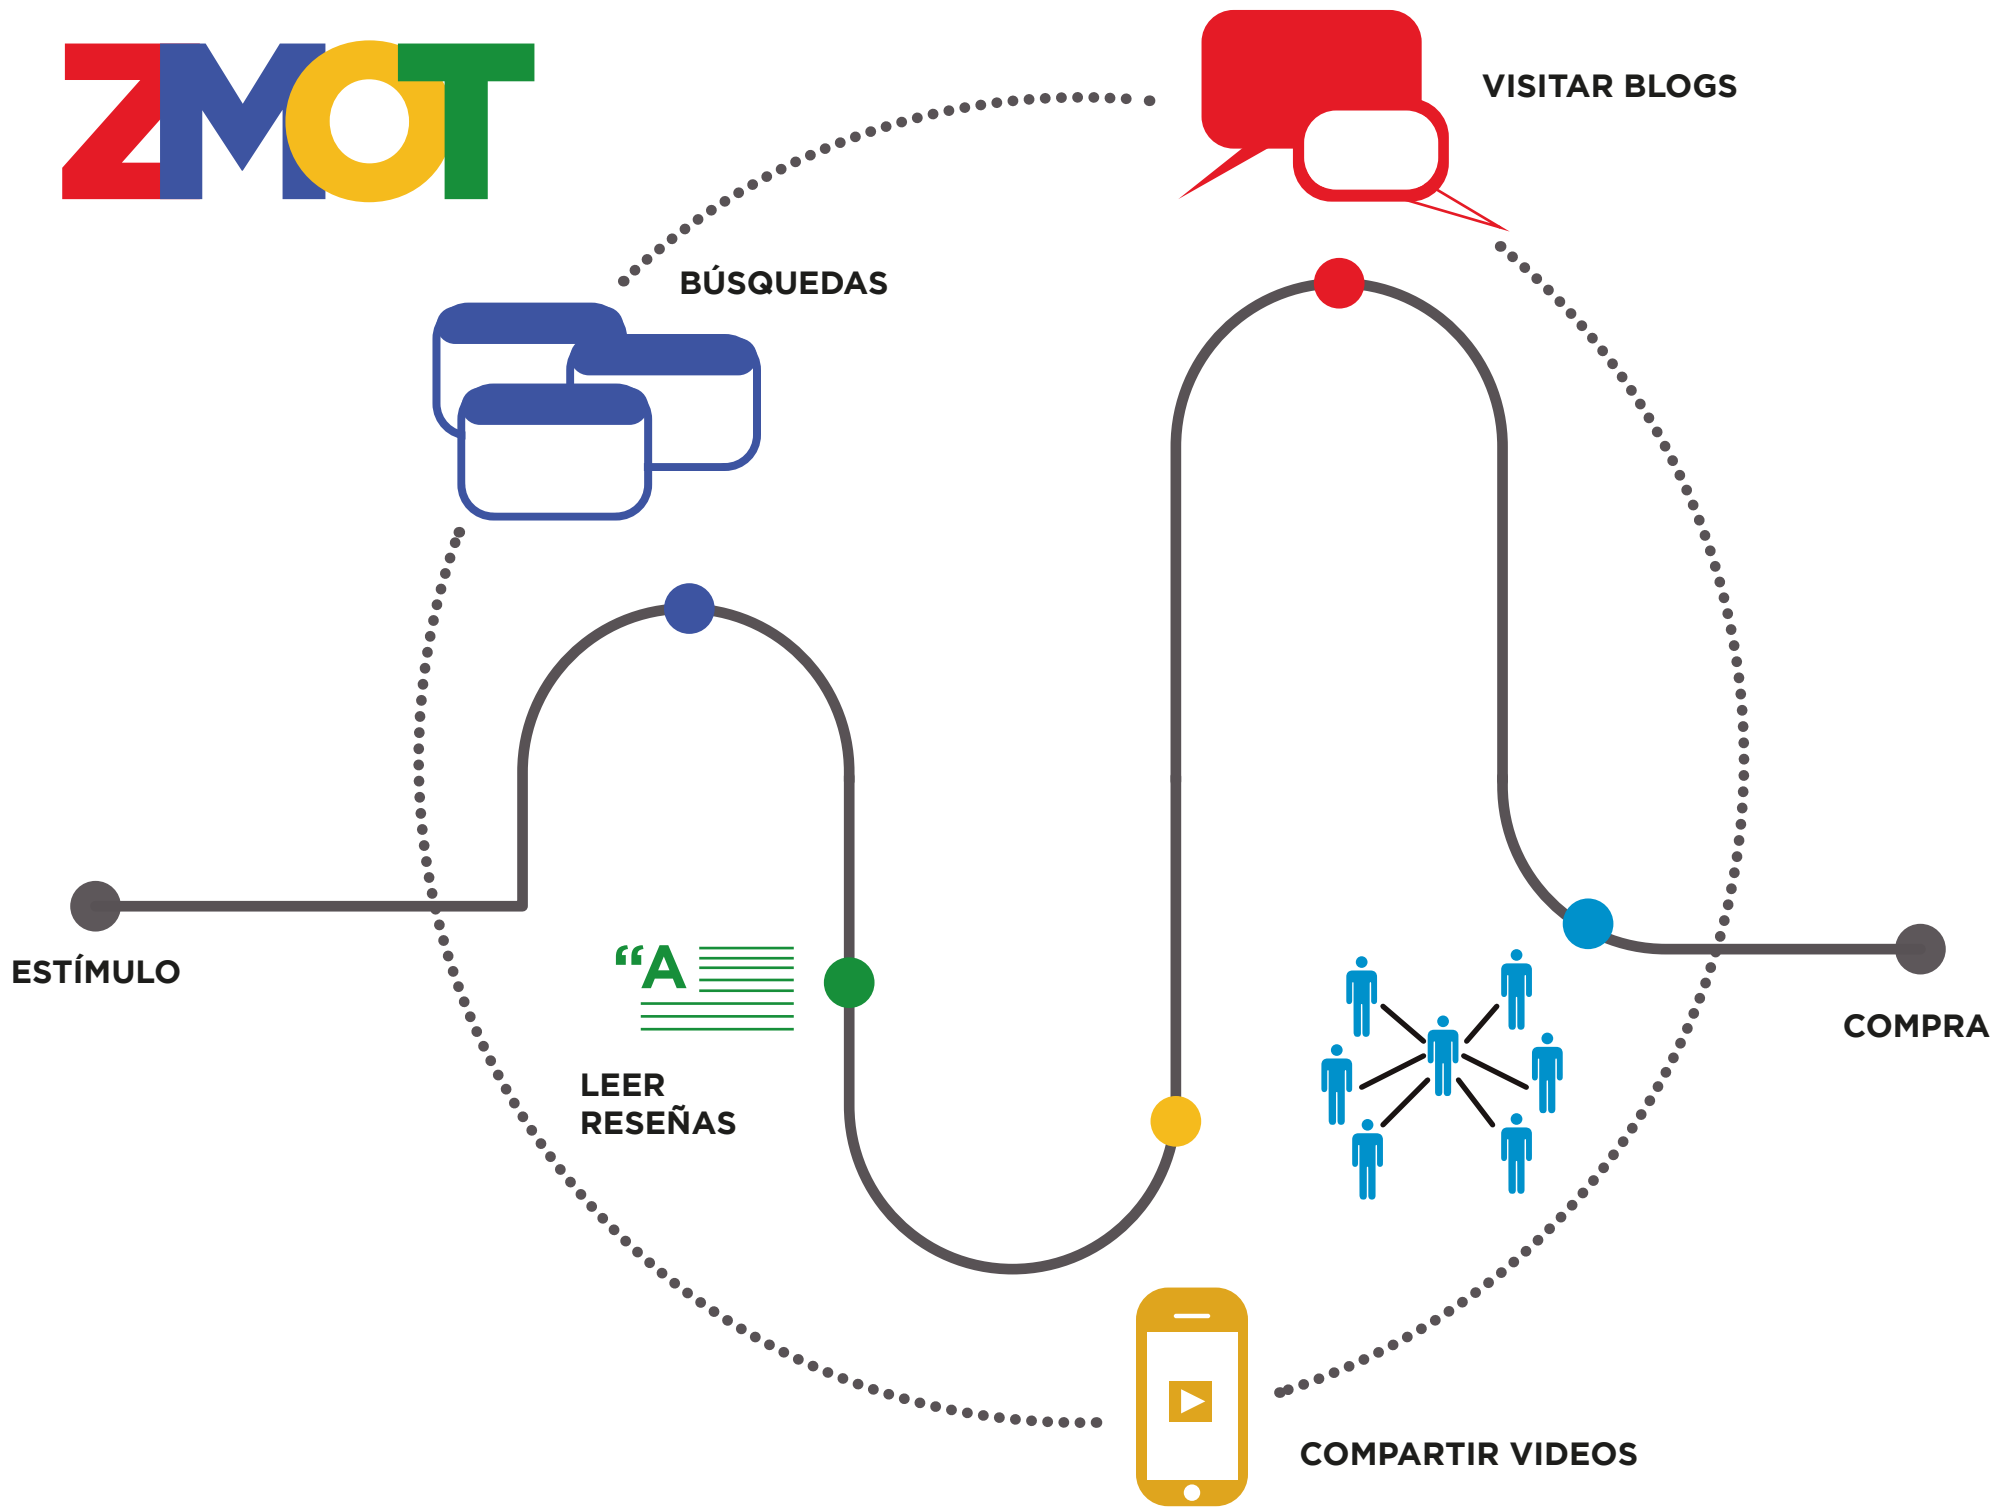 ZMOT
VISITAR BLOGS
BÚSQUEDAS
ESTÍMULO
“A
LEER
RESEÑAS
COMPRA
COMPARTIR VIDEOS